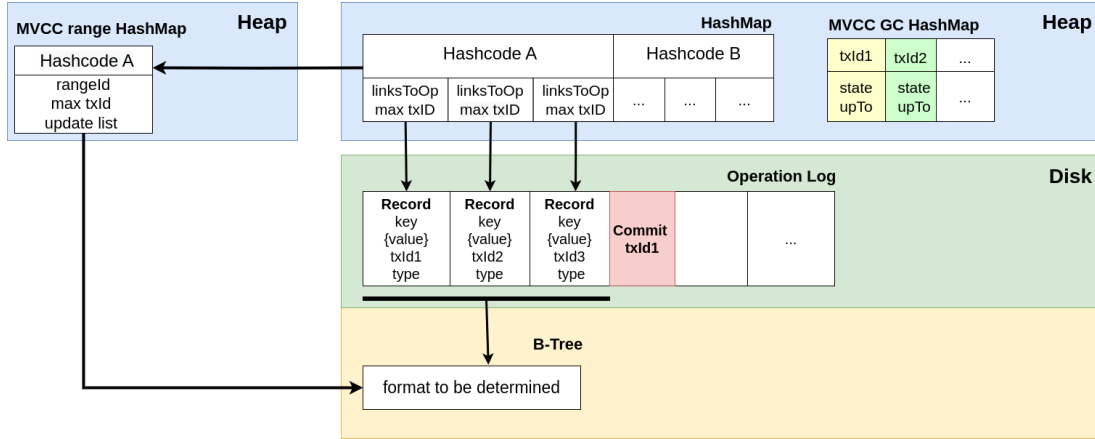 Heap
MVCC range HashMap
Hashcode A
rangeId
max txId
update list
HashMap
Heap
Hashcode A
Hashcode B
linksToOp
max txID
linksToOp
max txID
linksToOp
max txID
...
...
...
MVCC GC HashMap
txId1
txId2
...
state
upTo
state
upTo
...
Operation Log
Disk
Record
key
{value}
txId1
type
Record
key
{value}
txId2
type
Record
key
{value}
txId3
type
Commit
txId1
...
B-Tree
format to be determined